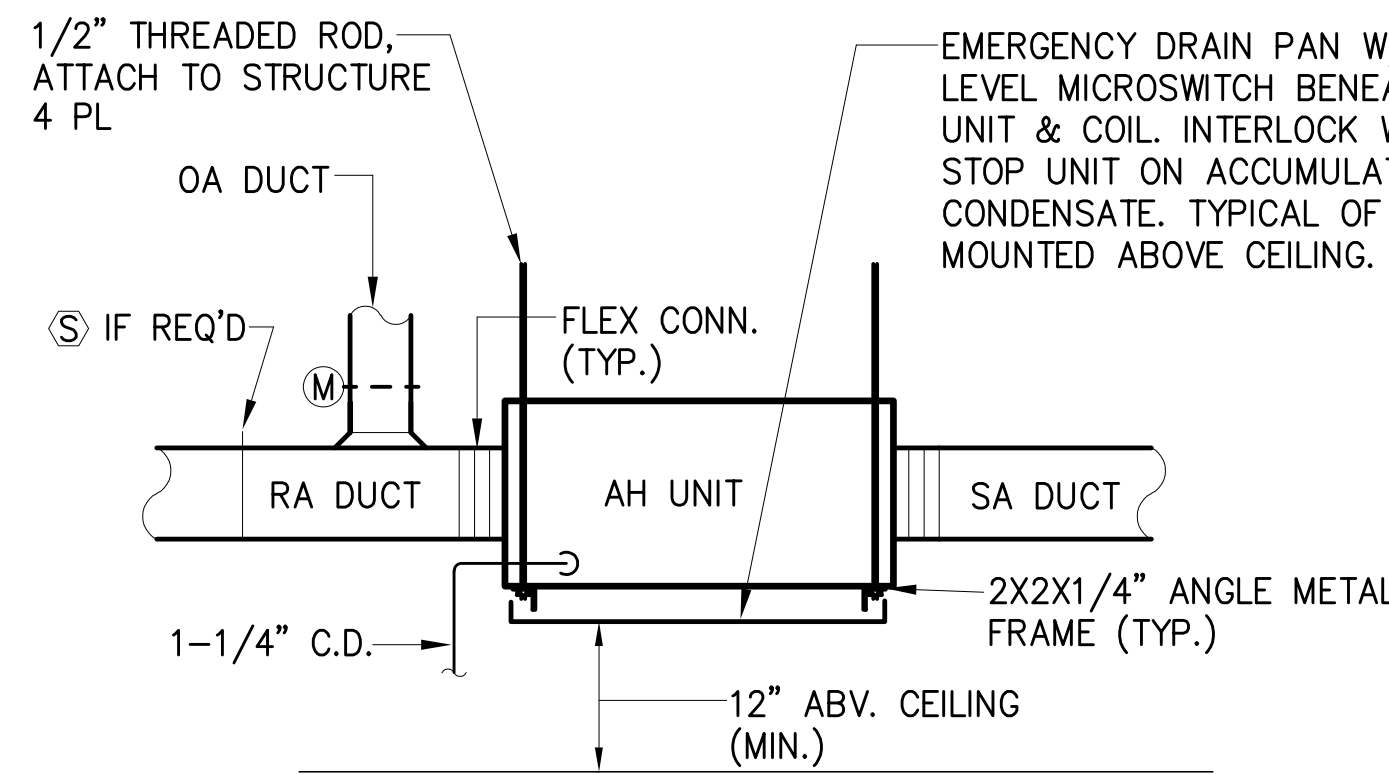 1/2” THREADED ROD,
ATTACH TO STRUCTURE
4 PL
OA DUCT
S IF REQ'D
M
FLEX CONN.
(TYP.)
EMERGENCY DRAIN PAN
LEVEL MICROSWITCH
UNIT & COIL. INTERLOCK
STOP UNIT ON
CONDENSATE. TYPICAL OF
MOUNTED ABOVE CEILING.
RA DUCT
AH UNIT
SA DUCT
1-1/4” C.D.
2X2X1/4” ANGLE METAL
FRAME (TYP.)
12” ABV. CEILING
(MIN.)